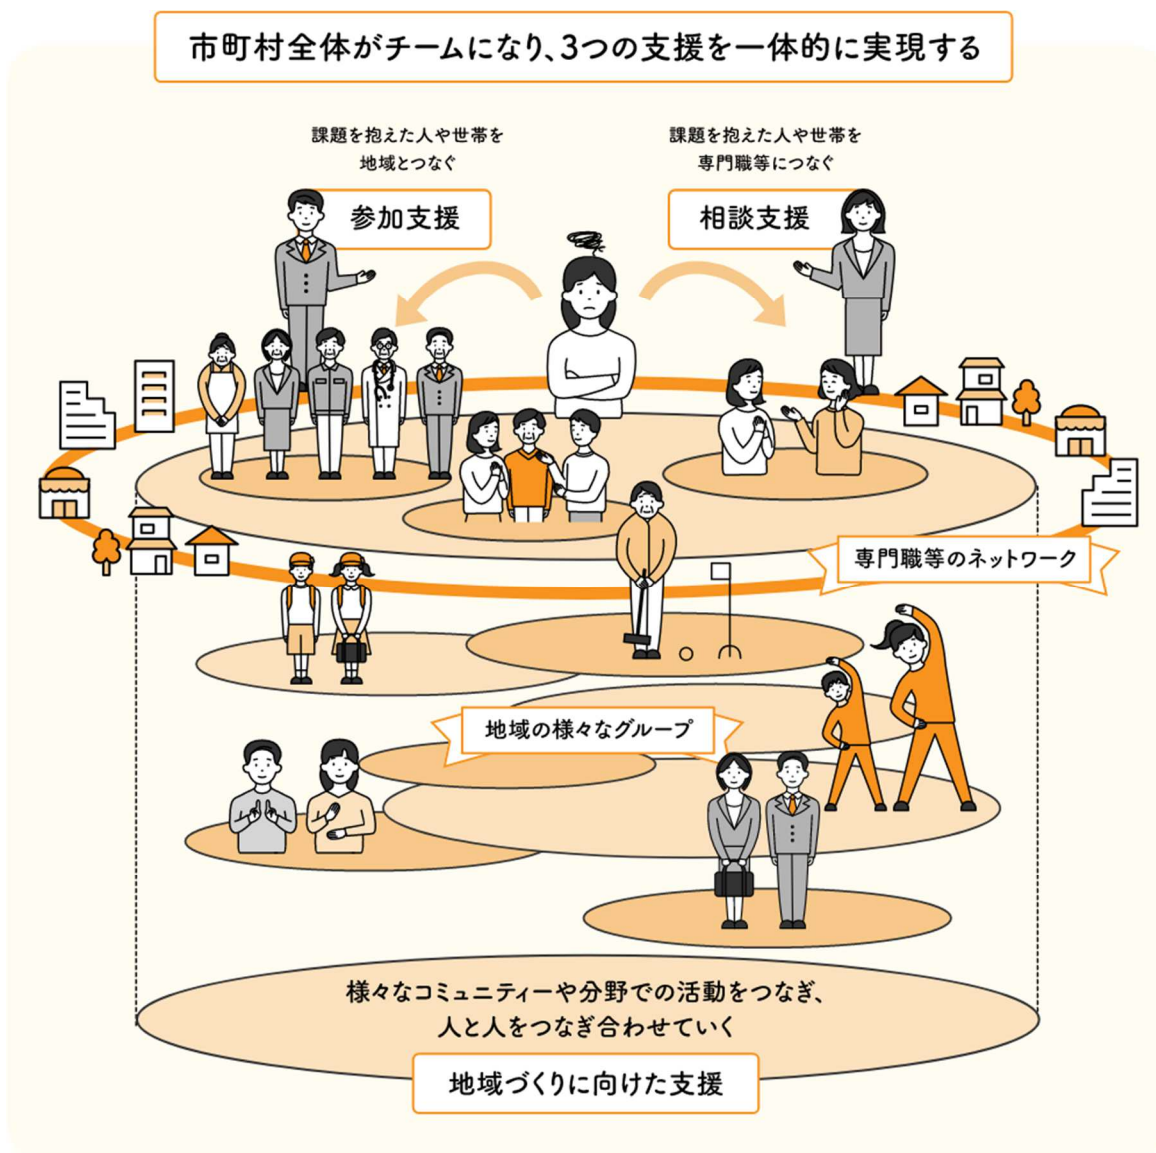 市町村全体がチームになり、3つの支援を一体的に実現する
課題を抱えた人や世帯を
地域とつなぐ
参加支援
課題を抱えた人や世帯を
専門職等につなぐ
相談支援
専門職等のネットワーク
地域の様々なグループ
様々なコミュニティーや分野での活動をつなぎ、
人と人をつなぎ合わせていく
地域づくりに向けた支援